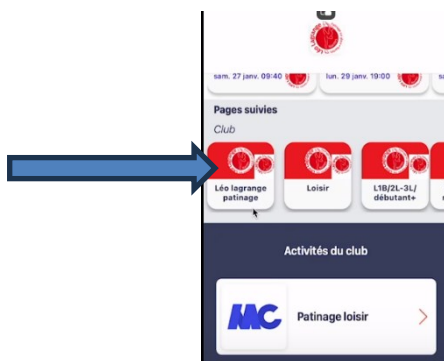 sam. 27 janv. 09:40
lun. 29 janv. 19:00
Pages suivies
Club
Léo lagrange patinage
Loisir
L1B/2L-3L/ débutant+
Activités du club
MC
Patinage loisir